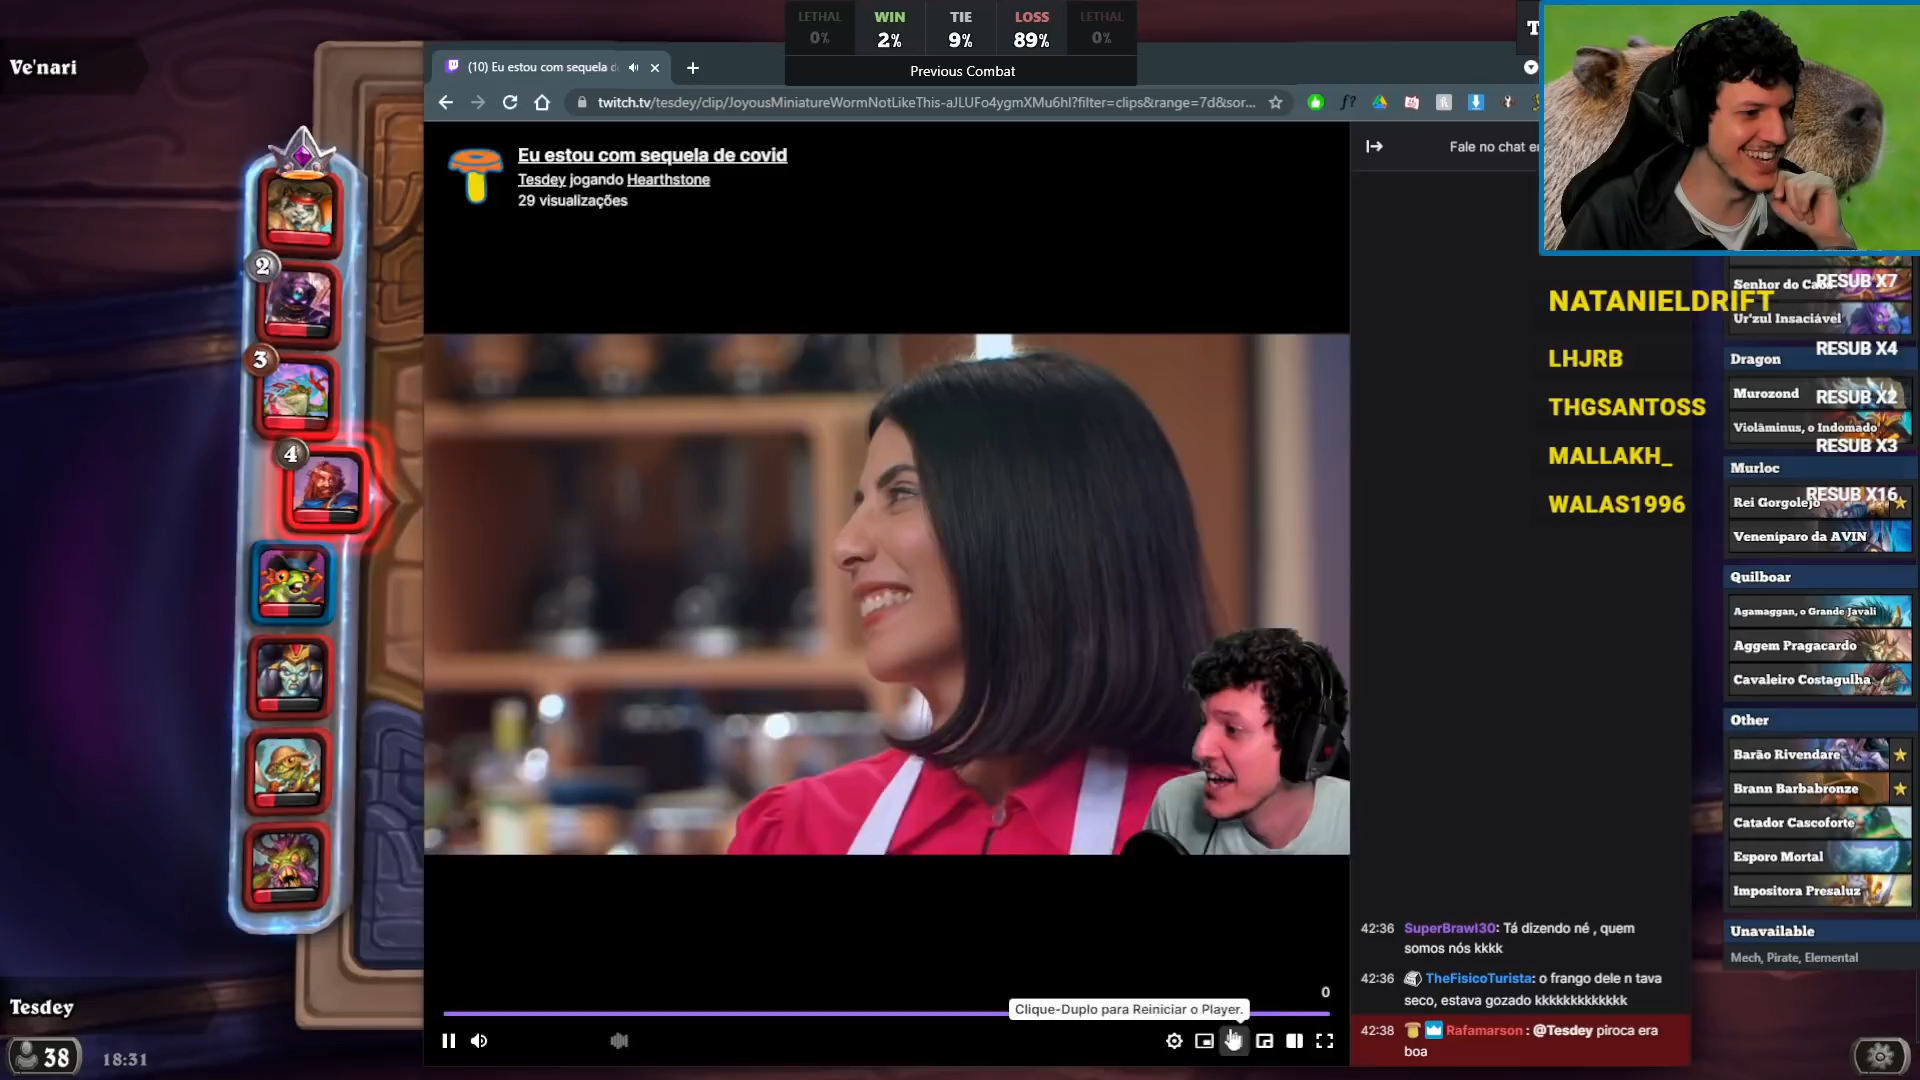 Ve'nari
LETHAL
0%
WIN
2%
TIE
9%
LOSS
89%
LETHAL
0%
Previous Combat
(10) Eu estou com sequela d
twitch.tv/tesdey/clip/JoyousMiniatureWormNotLikeThis-aJLUFo4ygmXMu6hl?filter=clips&range=7d&sor...
Eu estou com sequela de covid
Tesdey jogando Hearthstone
29 visualizações
Fale no chat
2
3
4
NATANIELDRIFT
RESUB X7
LHJRB
RESUB X4
THGSANTOSS
RESUB X2
MALLAKH_
RESUB X3
WALAS1996
RESUB X16
Senhor do Caos
Ur'zul Insaciável
Dragon
Murozond
Violâminus, o Indomado
Murloc
Rei Gorgolejo
Veneníparo da AVIN
Quilboar
Agamaggan, o Grande Javali
Aggem Pragacardo
Cavaleiro Costagulha
Other
Barão Rivendare
Brann Barbabronze
Catador Cascoforte
Esporo Mortal
Impositora Presaluz
Unavailable
Mech, Pirate, Elemental
42:36 SuperBrawl30: Tá dizendo né , quem
somos nós kkkk
42:36 TheFisicoTurista: o frango dele n tava
seco, estava gozado kkkkkkkkkkkkk
42:38 Rafamarson : @Tesdey piroca era
boa
0
Clique-Duplo para Reiniciar o Player.
Tesdey
38
18:31